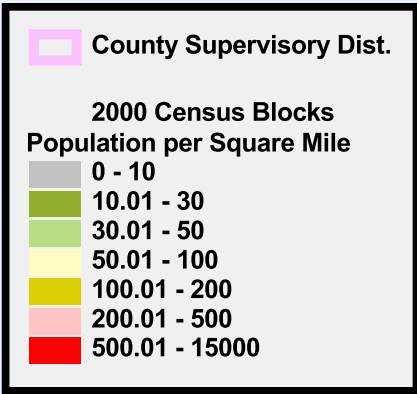 County Supervisory Dist.
2000 Census Blocks
Population per Square Mile
0 - 10
10.01 - 30
30.01 - 50
50.01 - 100
100.01 - 200
200.01 - 500
500.01 - 15000